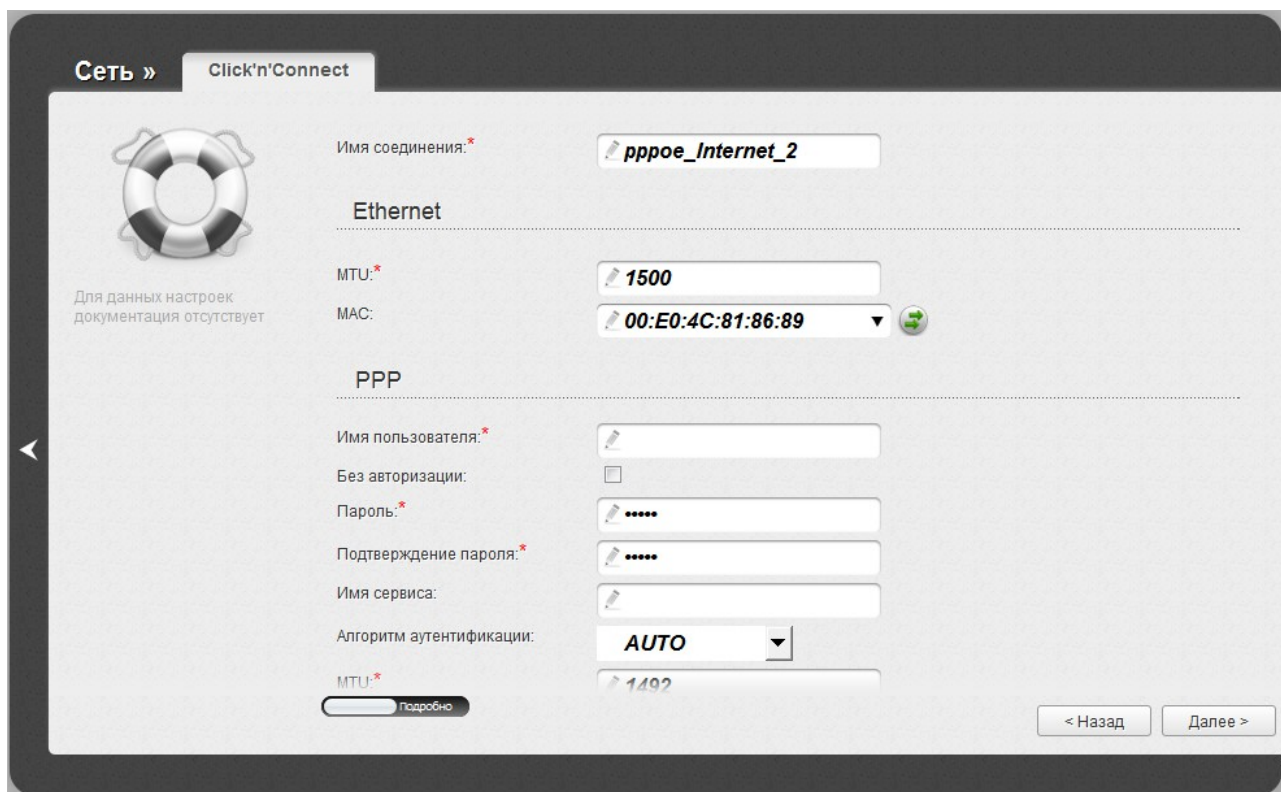 Сеть »
Click'n'Connect
Для данных настроек
документация отсутствует
Имя соединения:*
pppoe_Internet_2
Ethernet
MTU:*
1500
MAC:
00:E0:4C:81:86:89
PPP
Имя пользователя:*
Без авторизации:
Пароль:*
•••••
Подтверждение пароля:*
•••••
Имя сервиса:
Алгоритм аутентификации:
AUTO
MTU:*
1492
Подробно
< Назад
Далее >